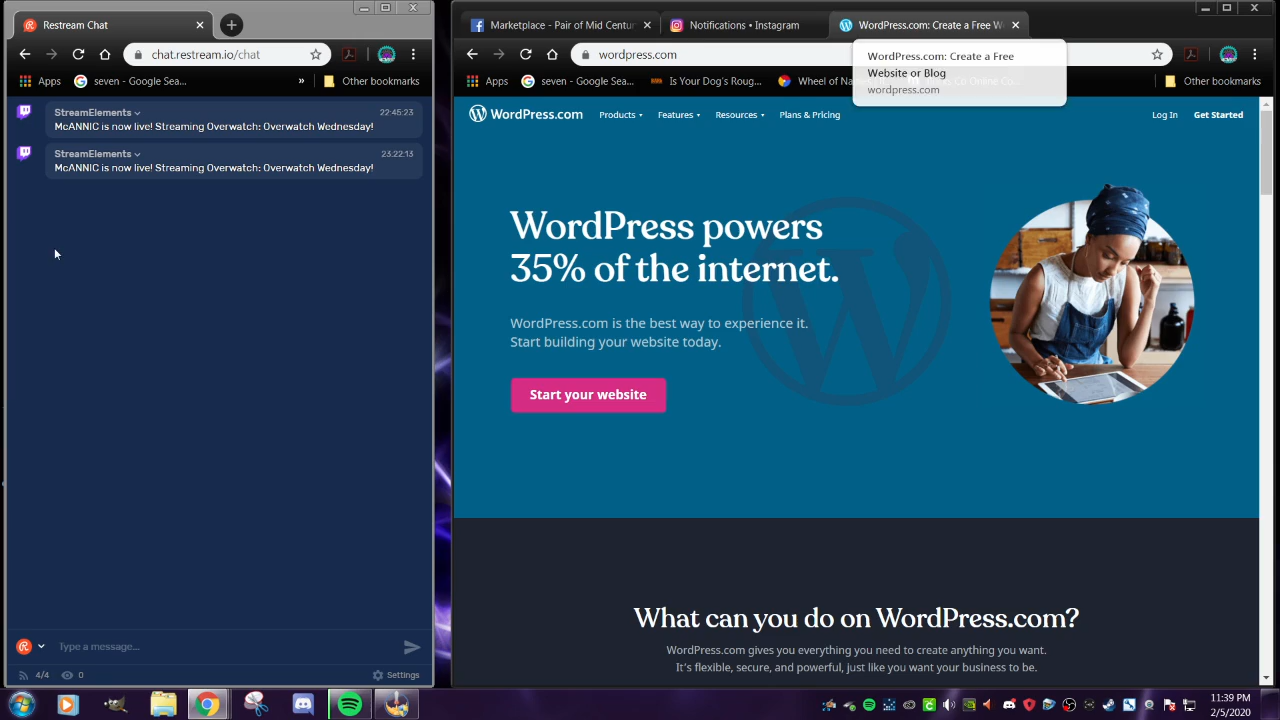 Restream Chat
chat.restream.io/chat
Apps
seven - Google Sea...
»
Other bookmarks
StreamElements
22:45:23
McANNIC is now live! Streaming Overwatch: Overwatch Wednesday!
StreamElements
23:22:13
McANNIC is now live! Streaming Overwatch: Overwatch Wednesday!
Type a message...
4/4
0
Settings
Marketplace - Pair of Mid Centur
Notifications • Instagram
WordPress.com: Create a Free W
wordpress.com
WordPress.com: Create a Free
Website or Blog
wordpress.com
Apps
seven - Google Sea...
Is Your Dog's Roug...
Wheel of Nam
Other bookmarks
WordPress.com
Products
Features
Resources
Plans & Pricing
Log In
Get Started
WordPress powers
35% of the internet.
WordPress.com is the best way to experience it.
Start building your website today.
Start your website
What can you do on WordPress.com?
WordPress.com gives you everything you need to create anything you want.
It's flexible, secure, and powerful, just like you want your business to be.
11:39 PM
2/5/2020